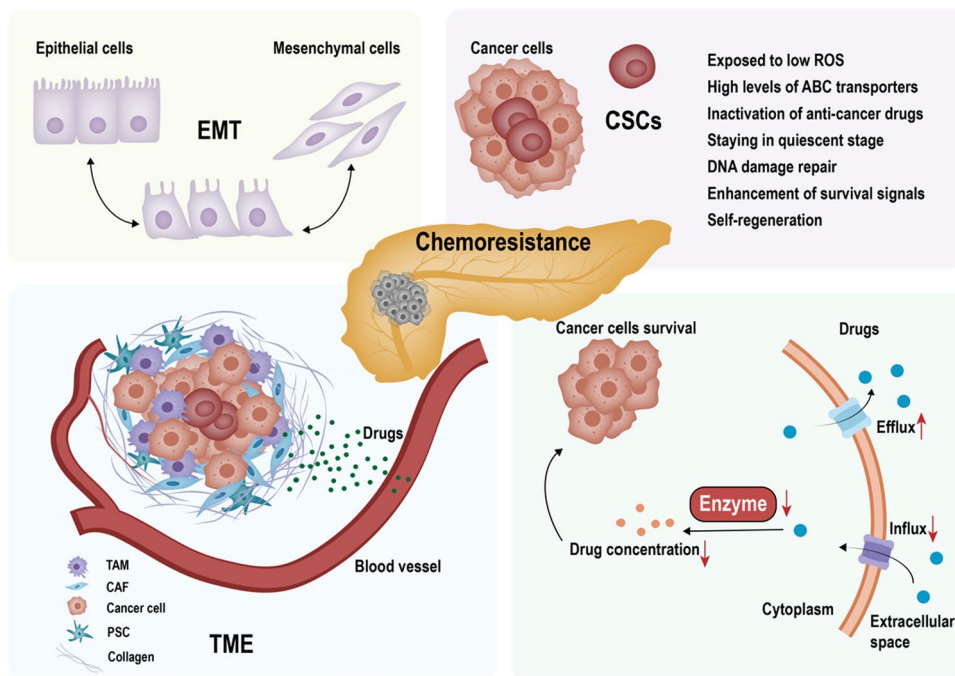 Epithelial cells
Mesenchymal cells
EMT
Cancer cells
CSCs
Exposed to low ROS
High levels of ABC transporters
Inactivation of anti-cancer drugs
Staying in quiescent stage
DNA damage repair
Enhancement of survival signals
Self-regeneration
Chemoresistance
Drugs
Blood vessel
TAM
CAF
Cancer cell
PSC
Collagen
TME
Cancer cells survival
Drugs
Efflux
Enzyme
Influx
Drug concentration
Cytoplasm
Extracellular
space